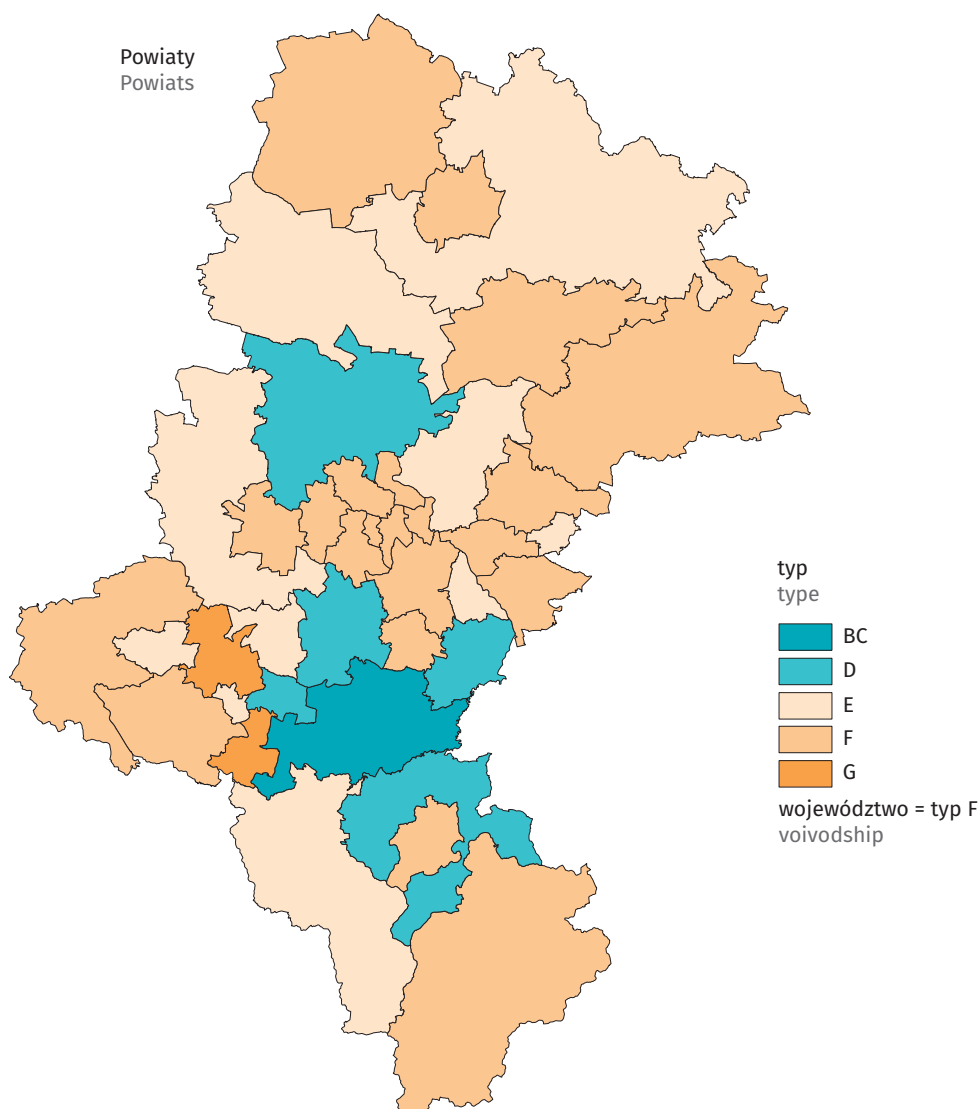 Powiaty
Powiats
typ
type
BC
D
E
F
G
województwo = typ F
voivodship